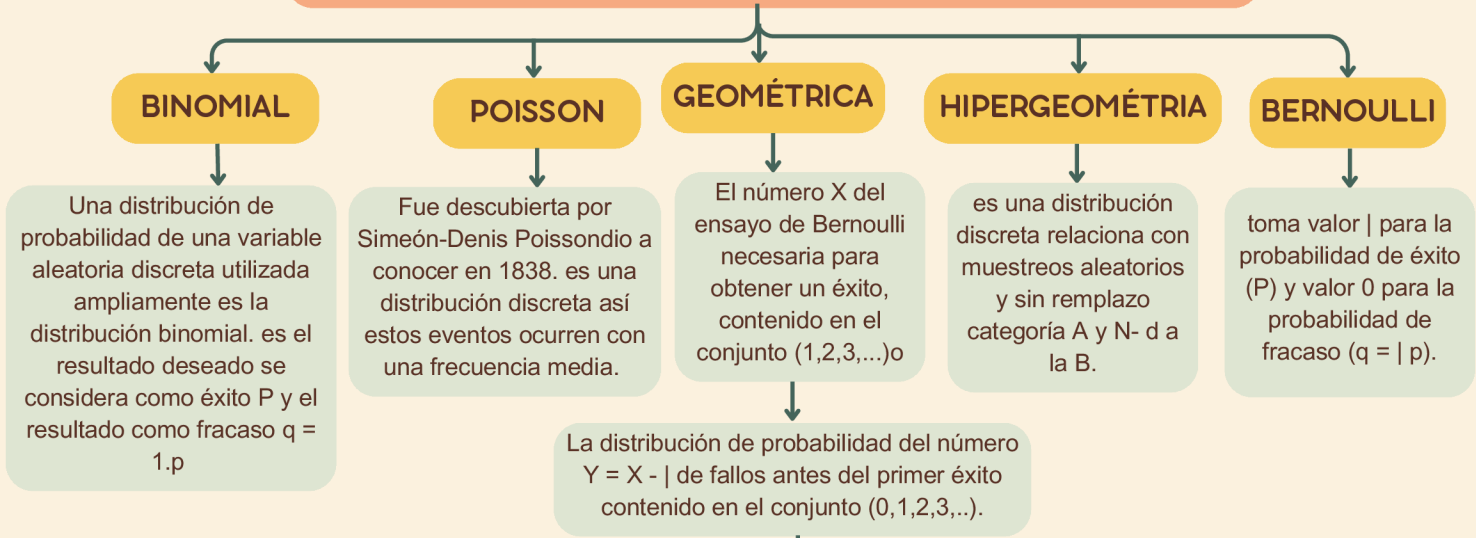 BINOMIAL
Una distribución de
probabilidad de una variable
aleatoria discreta utilizada
ampliamente es la
distribución binomial. es el
resultado deseado se
considera como éxito P y el
resultado como fracaso q =
1.p
POISSON
Fue descubierta por
Simeón-Denis Poissondio a
conocer en 1838. es una
distribución discreta así
estos eventos ocurren con
una frecuencia media.
GEOMÉTRICA
El número X del
ensayo de Bernoulli
necesaria para
obtener un éxito,
contenido en el
conjunto (1,2,3,...)o
La distribución de probabilidad del número
Y = X - | de fallos antes del primer éxito
contenido en el conjunto (0,1,2,3,..).
HIPERGEOMÉTRIA
es una distribución
discreta relaciona con
muestreos aleatorios
y sin remplazo
categoría A y N- d a
la B.
BERNOULLI
toma valor | para la
probabilidad de éxito
(P) y valor 0 para la
probabilidad de
fracaso (q = | p).